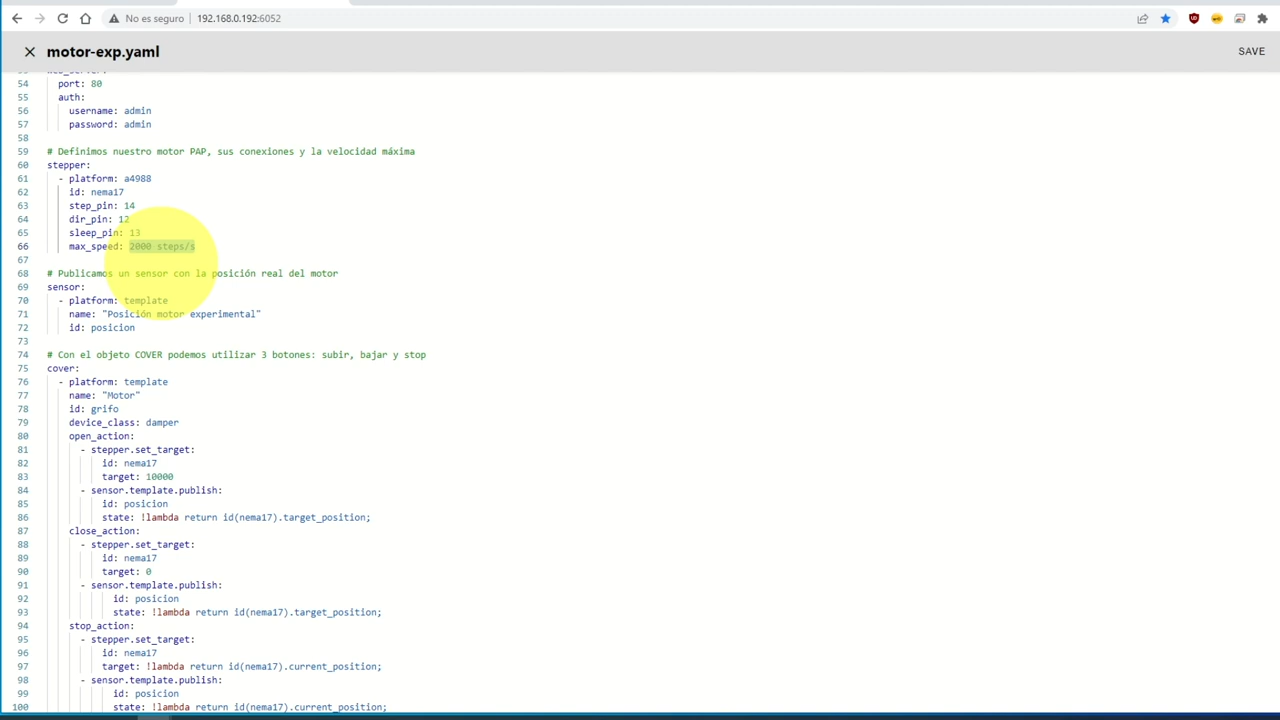 No es seguro
192.168.0.192:6052
motor-exp.yaml
SAVE
54 port: 80
55 auth:
56 username: admin
57 password: admin
58
59 # Definimos nuestro motor PAP, sus conexiones y la velocidad máxima
60 stepper:
61 - platform: a4988
62 id: nema17
63 step_pin: 14
64 dir_pin: 12
65 sleep_pin: 13
66 max_speed: 2000 steps/s
67
68 # Publicamos un sensor con la posición real del motor
69 sensor:
70 - platform: template
71 name: "Posición motor experimental"
72 id: posicion
73
74 # Con el objeto COVER podemos utilizar 3 botones: subir, bajar y stop
75 cover:
76 - platform: template
77 name: "Motor"
78 id: grifo
79 device_class: damper
80 open_action:
81 - stepper.set_target:
82 id: nema17
83 target: 10000
84 - sensor.template.publish:
85 id: posicion
86 state: !lambda return id(nema17).target_position;
87 close_action:
88 - stepper.set_target:
89 id: nema17
90 target: 0
91 - sensor.template.publish:
92 id: posicion
93 state: !lambda return id(nema17).target_position;
94 stop_action:
95 - stepper.set_target:
96 id: nema17
97 target: !lambda return id(nema17).current_position;
98 - sensor.template.publish:
99 id: posicion
100 state: !lambda return id(nema17).current_position;